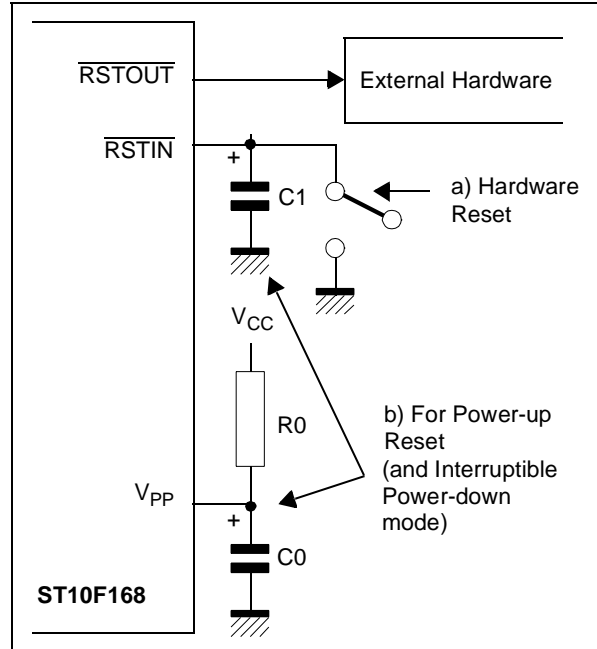 RSTOUT
External Hardware
RSTIN
+
C1
a) Hardware
Reset
VCC
R0
b) For Power-up
Reset
(and Interruptible
Power-down
mode)
VPP
+
C0
ST10F168